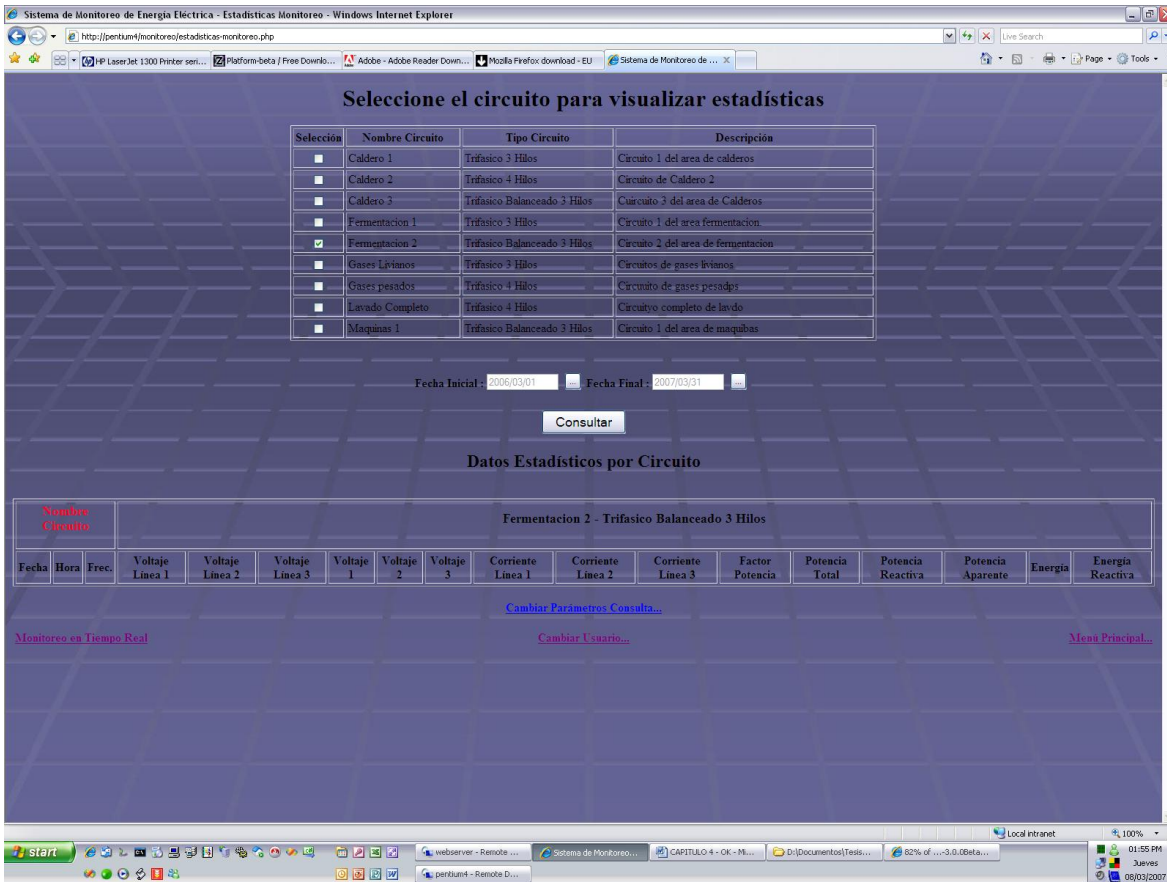 Sistema de Monitoreo de Energía Eléctrica - Estadísticas Monitoreo - Windows Internet Explorer
http://pentium4/monitoreo/estadisticas-monitoreo.php
Live Search
HP LaserJet 1300 Printer seri... Platform-beta / Free Downlo... Adobe - Adobe Reader Down... Mozilla Firefox download - EU Sistema de Monitoreo de ... Page Tools
Seleccione el circuito para visualizar estadísticas
Selección Nombre Circuito Tipo Circuito Descripción
Caldero 1 Trifasico 3 Hilos Circuito 1 del area de calderos
Caldero 2 Trifasico 4 Hilos Circuito de Caldero 2
Caldero 3 Trifasico Balanceado 3 Hilos Cuircuito 3 del area de Calderos
Fermentacion 1 Trifasico 3 Hilos Circuito 1 del area fermentacion.
Fermentacion 2 Trifasico Balanceado 3 Hilos Circuito 2 del area de fermentacion
Gases Livianos Trifasico 3 Hilos Circuitos de gases livianos
Gases pesados Trifasico 4 Hilos Circuuito de gases pesadps
Lavado Completo Trifasico 4 Hilos Circuityo completo de lavdo
Maquinas 1 Trifasico Balanceado 3 Hilos Circuito 1 del area de maquibas
Fecha Inicial : 2006/03/01 ... Fecha Final : 2007/03/31 ...
Consultar
Datos Estadísticos por Circuito
Nombre Circuitos Fermentacion 2 - Trifasico Balanceado 3 Hilos
Fecha Hora Frec. Voltaje Línea 1 Voltaje Línea 2 Voltaje Línea 3 Voltaje 1 Voltaje 2 Voltaje 3 Corriente Línea 1 Corriente Línea 2 Corriente Línea 3 Factor Potencia Potencia Total Potencia Reactiva Potencia Aparente Energía Energía Reactiva
Cambiar Parámetros Consulta...
Monitoreo en Tiempo Real Cambiar Usuario... Menú Principal...
Local intranet 100%
start webserver - Remote ... Sistema de Monitoreo... CAPITULO 4 - OK - Mi... D:\Documentos\Tesis... 82% of ...-3.0.0Beta... 01:55 PM
pentium4 - Remote D... Jueves
08/03/2007